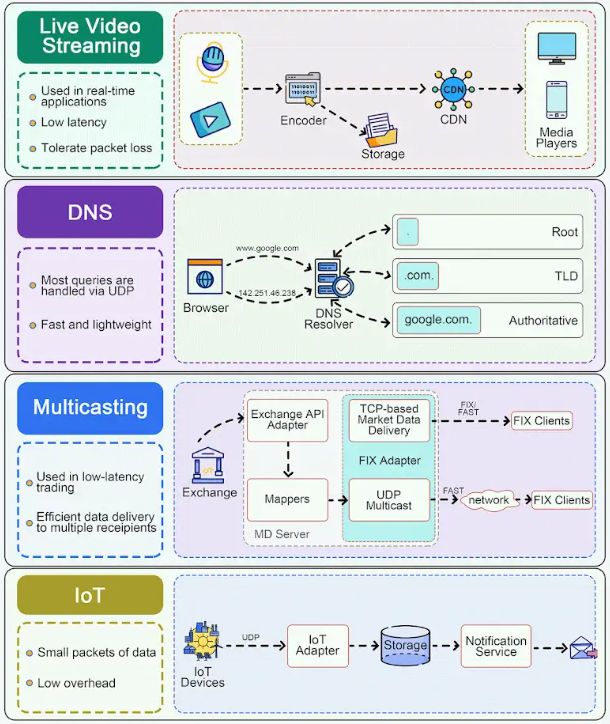 Live Video
Streaming
Used in real-time
applications
Low latency
Tolerate packet loss
11010011
11010011
Encoder
Storage
CDN
CDN
Media
Players
DNS
Most queries are
handled via UDP
Fast and lightweight
www.google.com
142.251.46.238
Browser
DNS
Resolver
.
Root
.com.
TLD
google.com.
Authoritative
Multicasting
Used in low-latency
trading
Efficient data delivery
to multiple receipients
Exchange
Exchange API
Adapter
Mappers
MD Server
TCP-based
Market Data
Delivery
FIX Adapter
UDP
Multicast
FIX/
FAST
FIX Clients
FAST
network
FIX Clients
IoT
Small packets of data
Low overhead
IoT
Devices
UDP
IoT
Adapter
Storage
Notification
Service